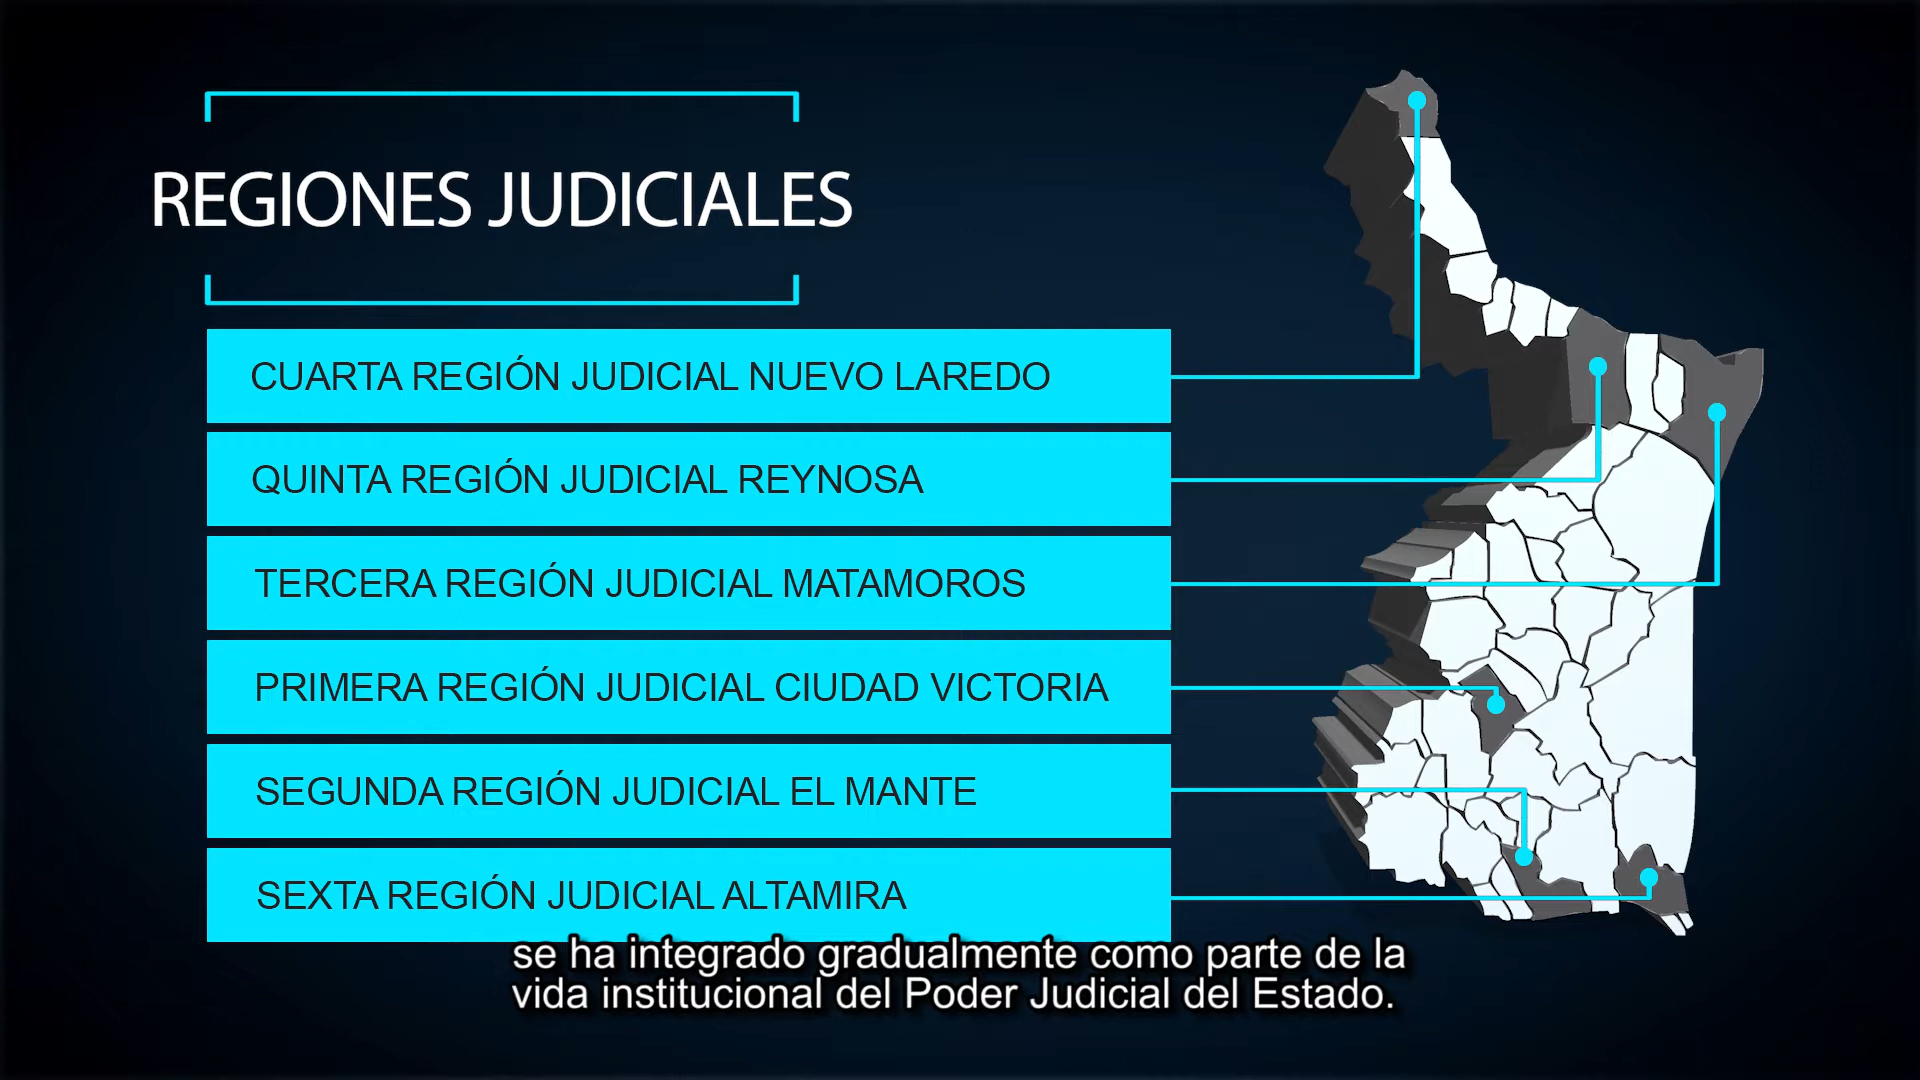 REGIONES JUDICIALES
CUARTA REGIÓN JUDICIAL NUEVO LAREDO
QUINTA REGIÓN JUDICIAL REYNOSA
TERCERA REGIÓN JUDICIAL MATAMOROS
PRIMERA REGIÓN JUDICIAL CIUDAD VICTORIA
SEGUNDA REGIÓN JUDICIAL EL MANTE
SEXTA REGIÓN JUDICIAL ALTAMIRA
se ha integrado gradualmente como parte de la
vida institucional del Poder Judicial del Estado.